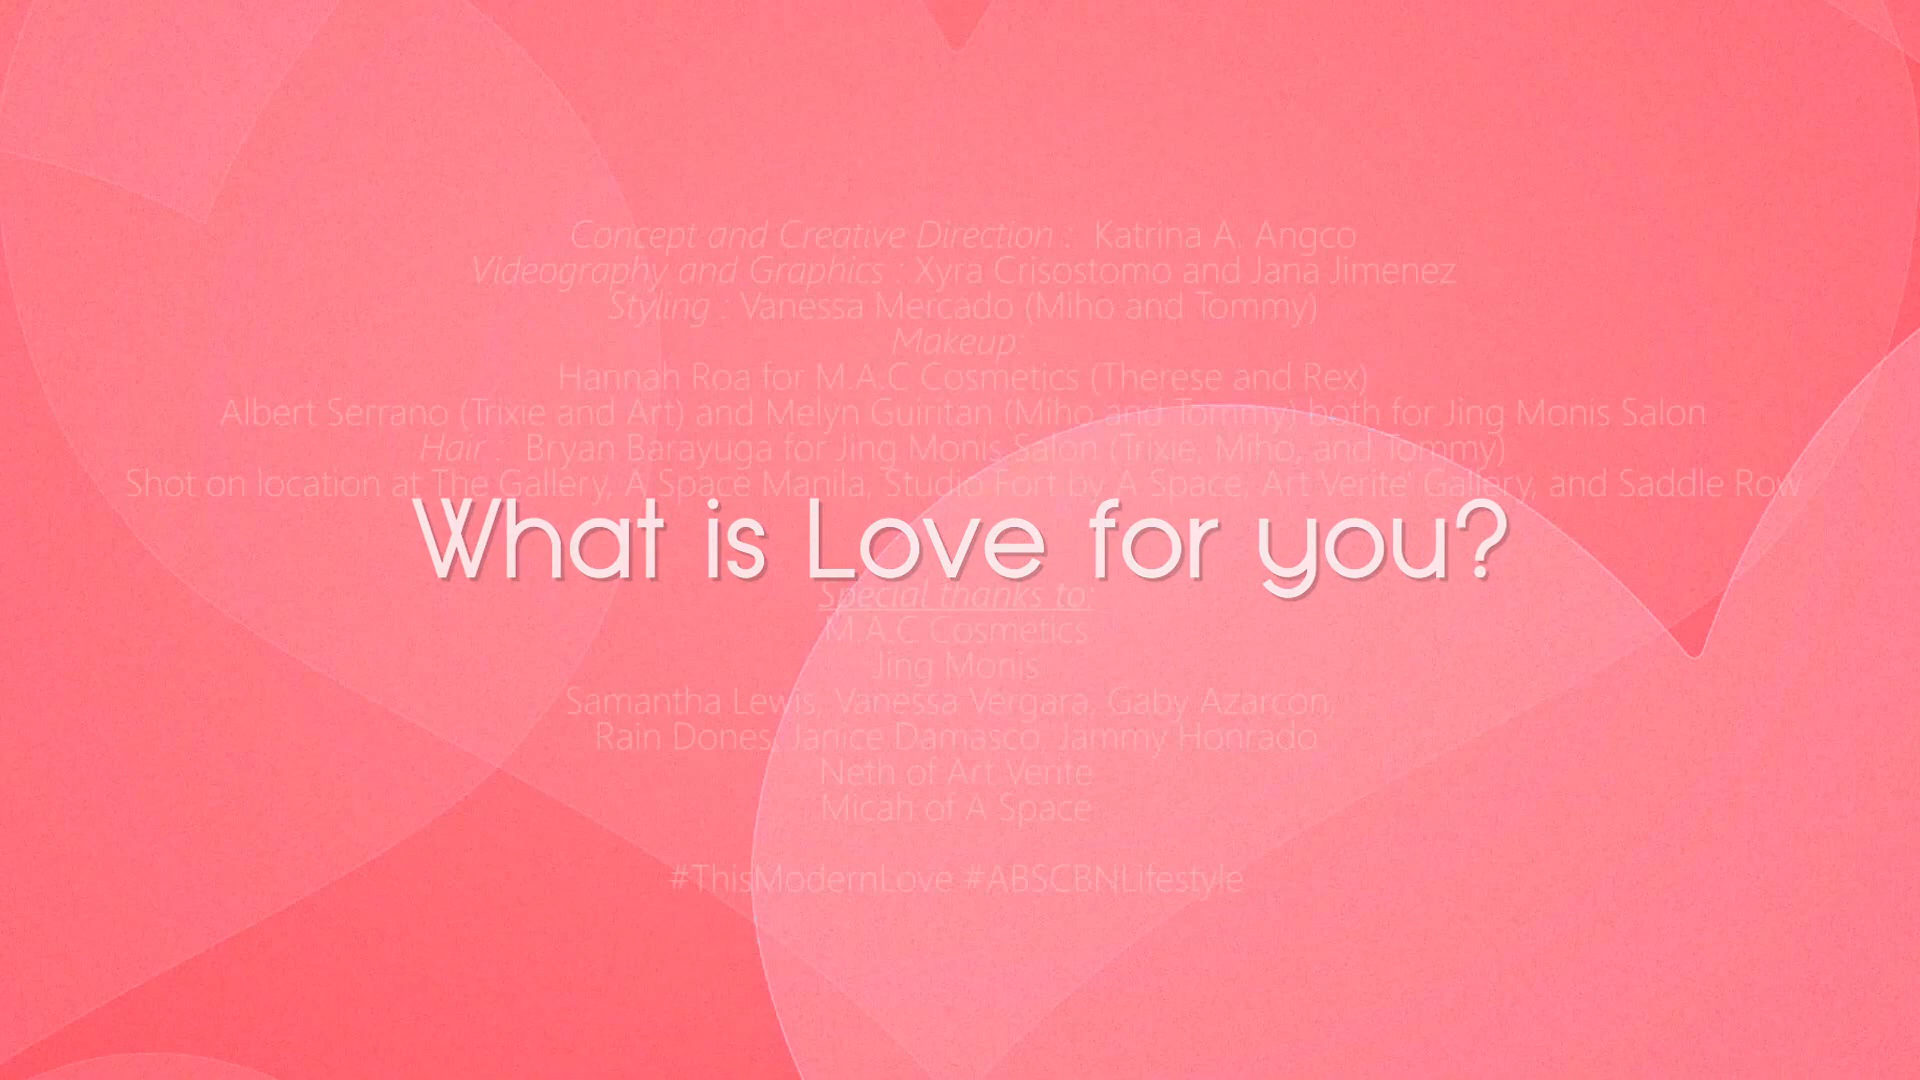 Concept and Creative Direction : Katrina A. Angco
Videography and Graphics : Xyra Crisostomo and Jana Jimenez
Styling : Vanessa Mercado (Miho and Tommy)
Makeup:
Hannah Roa for M.A.C Cosmetics (Therese and Rex)
Albert Serrano (Trixie and Art) and Melyn Guintan (Miho and Tommy) both for Jing Monis Salon
Hair : Bryan Barayuga for Jing Monis Salon (Trixie, Miho, and Tommy)
Shot on location at The Gallery, A Space Manila, Studio Fort by A Space, Art Verite' Gallery, and Saddle Row
What is Love for you?
Special thanks to:
M.A.C Cosmetics
Jing Monis
Samantha Lewis, Vanessa Vergara, Gaby Azarcon,
Rain Dones, Janice Damasco, Jammy Honrado
Neth of Art Verite
Micah of A Space
#ThisModernLove #ABSCBNLifestyle